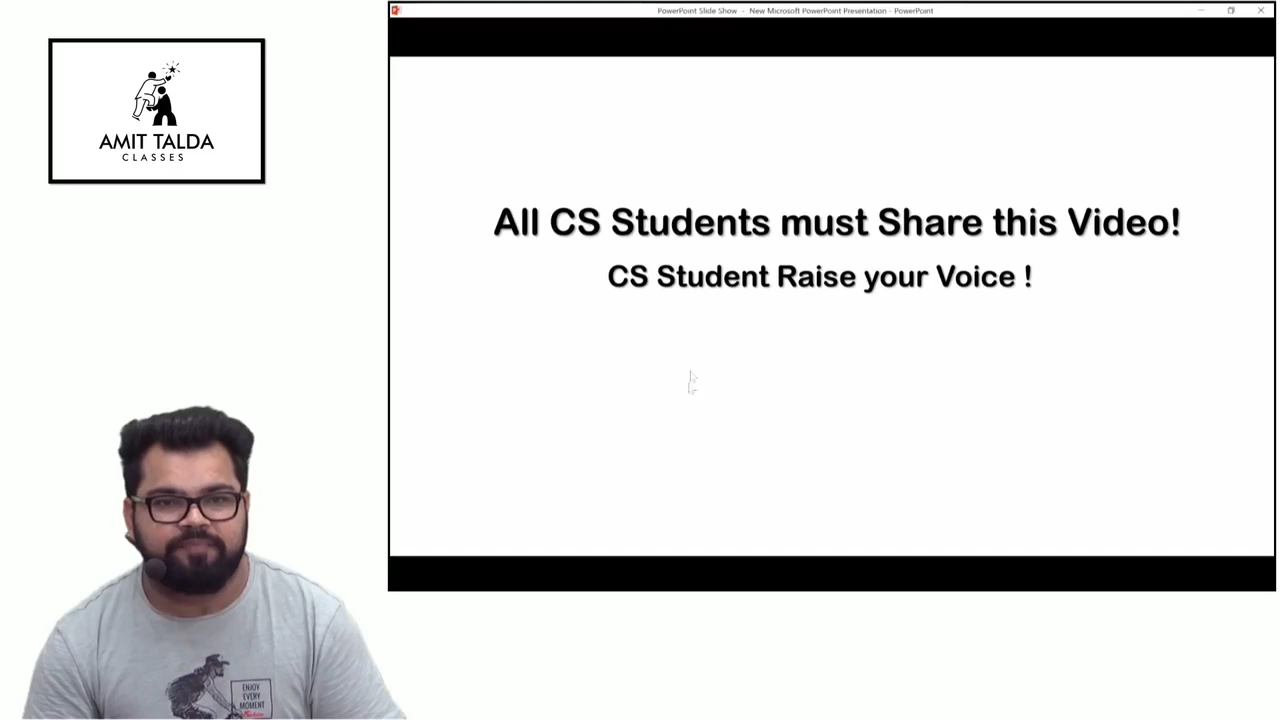 PowerPoint Slide Show - New Microsoft PowerPoint Presentation - PowerPoint
AMIT TALDA
CLASSES
All CS Students must Share this Video!
CS Student Raise your Voice !
ENJOY
EVERY
MOMENT